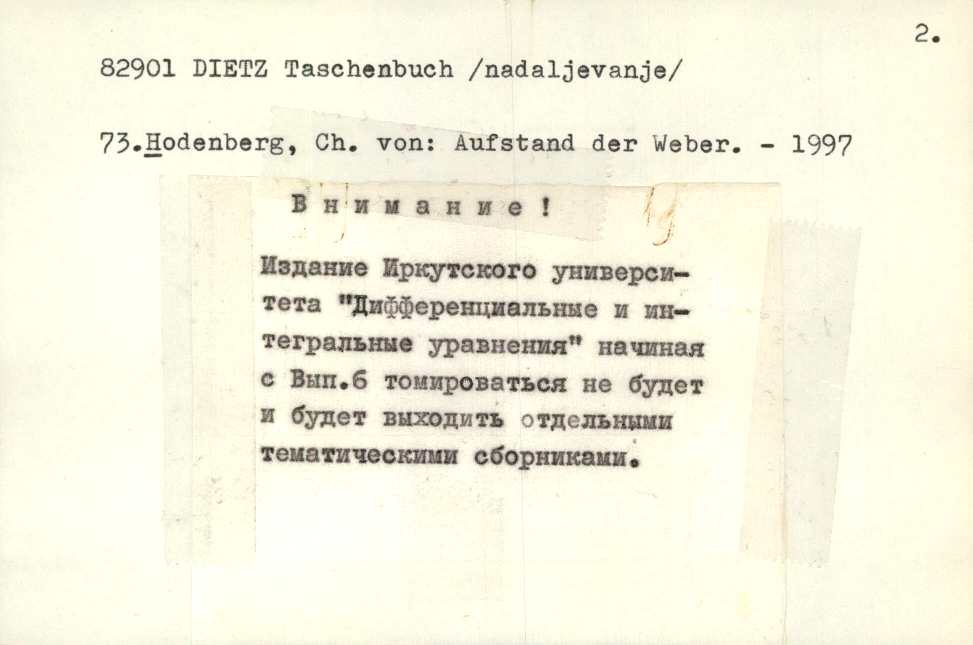 2.
82901 DIETZ Taschenbuch /nadaljevanje/
73.Hodenberg, Ch. von: Aufstand der Weber. - 1997
В н и м а н и е !
Издание Иркутского универси-
тета "Дифференциальные и ин-
тегральные уравнения" начиная
с Вып.6 томироваться не будет
и будет выходить отдельными
тематическими сборниками.